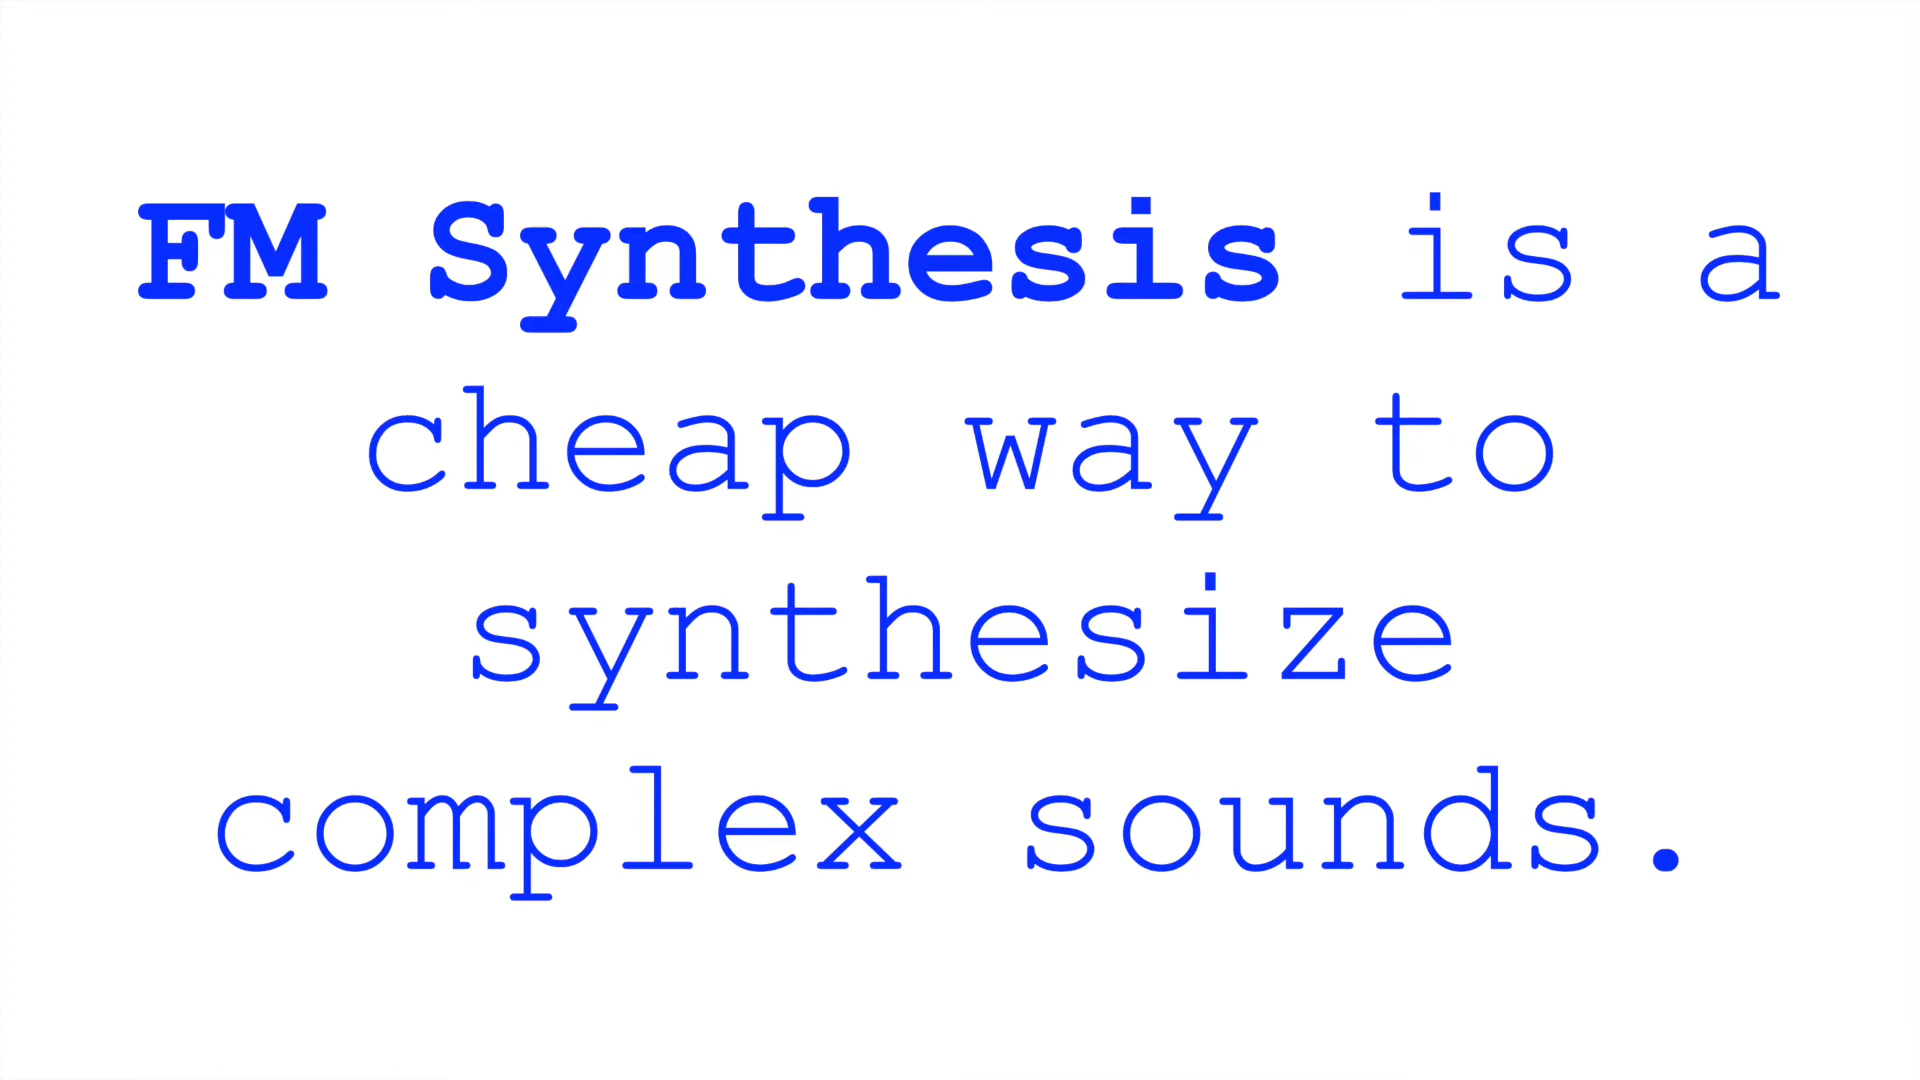 FM Synthesis is a
cheap way to
synthesize
complex sounds.